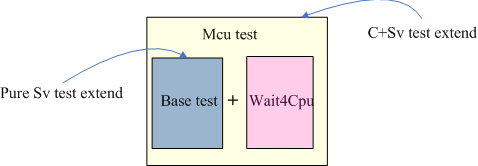 Mcu test
C+Sv test extend
Pure Sv test extend
Base test + Wait4Cpu